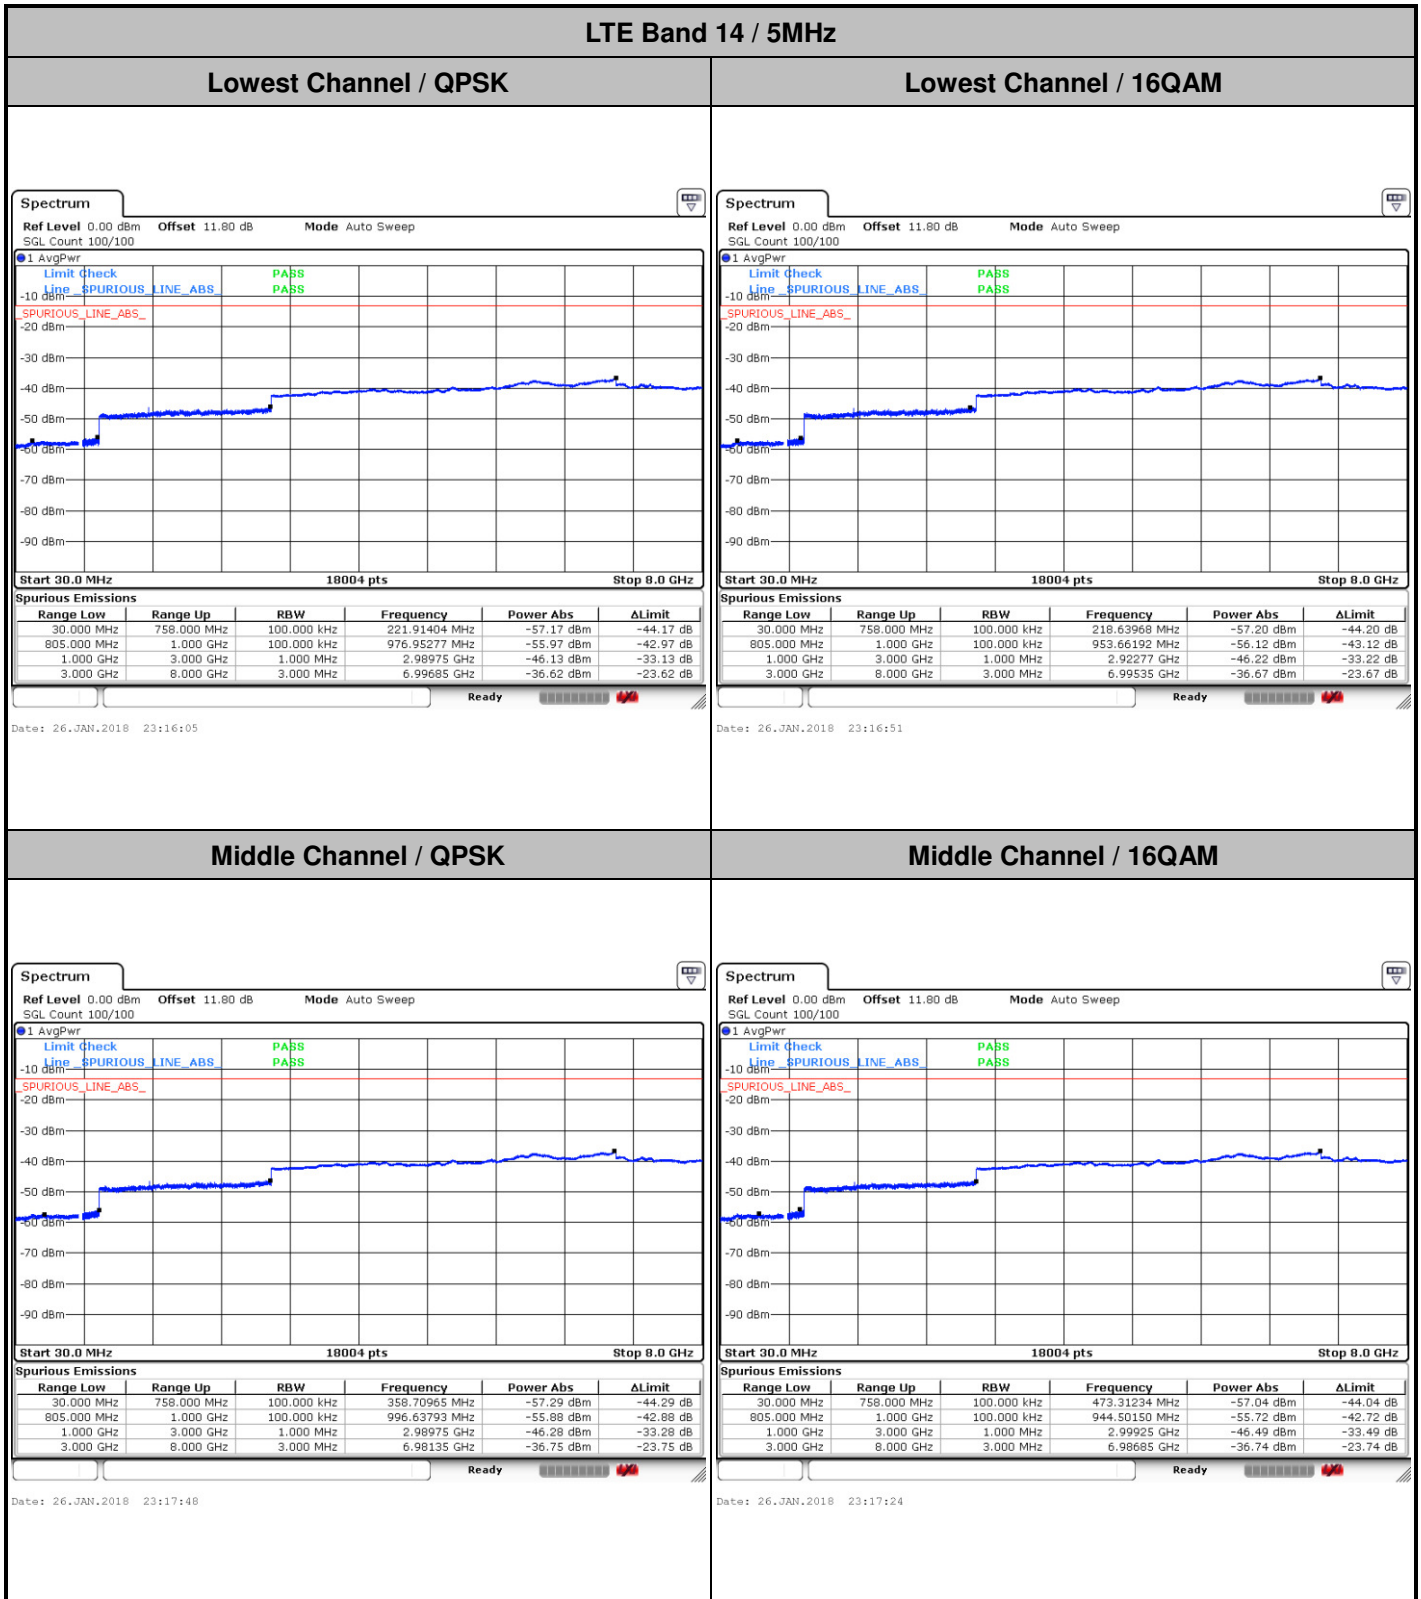 LTE Band 14 / 5MHz
Lowest Channel / QPSK
Lowest Channel / 16QAM
Spectrum
Ref Level 0.00 dBm Offset 11.80 dB Mode Auto Sweep
SGL Count 100/100
1 AvgPwr
Limit Check PASS
Line _SPURIOUS_LINE_ABS_ PASS
-10 dBm
_SPURIOUS_LINE_ABS_
-20 dBm
-30 dBm
-40 dBm
-50 dBm
-60 dBm
-70 dBm
-80 dBm
-90 dBm
Start 30.0 MHz 18004 pts Stop 8.0 GHz
Spurious Emissions
Range Low Range Up RBW Frequency Power Abs ΔLimit
30.000 MHz 758.000 MHz 100.000 kHz 221.91404 MHz -57.17 dBm -44.17 dB
805.000 MHz 1.000 GHz 100.000 kHz 976.95277 MHz -55.97 dBm -42.97 dB
1.000 GHz 3.000 GHz 1.000 MHz 2.98975 GHz -46.13 dBm -33.13 dB
3.000 GHz 8.000 GHz 3.000 MHz 6.99685 GHz -36.62 dBm -23.62 dB
Ready
Date: 26.JAN.2018 23:16:05
Spectrum
Ref Level 0.00 dBm Offset 11.80 dB Mode Auto Sweep
SGL Count 100/100
1 AvgPwr
Limit Check PASS
Line _SPURIOUS_LINE_ABS_ PASS
-10 dBm
_SPURIOUS_LINE_ABS_
-20 dBm
-30 dBm
-40 dBm
-50 dBm
-60 dBm
-70 dBm
-80 dBm
-90 dBm
Start 30.0 MHz 18004 pts Stop 8.0 GHz
Spurious Emissions
Range Low Range Up RBW Frequency Power Abs ΔLimit
30.000 MHz 758.000 MHz 100.000 kHz 218.63968 MHz -57.20 dBm -44.20 dB
805.000 MHz 1.000 GHz 100.000 kHz 953.66192 MHz -56.12 dBm -43.12 dB
1.000 GHz 3.000 GHz 1.000 MHz 2.92277 GHz -46.22 dBm -33.22 dB
3.000 GHz 8.000 GHz 3.000 MHz 6.99535 GHz -36.67 dBm -23.67 dB
Ready
Date: 26.JAN.2018 23:16:51
Middle Channel / QPSK
Middle Channel / 16QAM
Spectrum
Ref Level 0.00 dBm Offset 11.80 dB Mode Auto Sweep
SGL Count 100/100
1 AvgPwr
Limit Check PASS
Line _SPURIOUS_LINE_ABS_ PASS
-10 dBm
_SPURIOUS_LINE_ABS_
-20 dBm
-30 dBm
-40 dBm
-50 dBm
-60 dBm
-70 dBm
-80 dBm
-90 dBm
Start 30.0 MHz 18004 pts Stop 8.0 GHz
Spurious Emissions
Range Low Range Up RBW Frequency Power Abs ΔLimit
30.000 MHz 758.000 MHz 100.000 kHz 358.70965 MHz -57.29 dBm -44.29 dB
805.000 MHz 1.000 GHz 100.000 kHz 996.63793 MHz -55.88 dBm -42.88 dB
1.000 GHz 3.000 GHz 1.000 MHz 2.98975 GHz -46.28 dBm -33.28 dB
3.000 GHz 8.000 GHz 3.000 MHz 6.98135 GHz -36.75 dBm -23.75 dB
Ready
Date: 26.JAN.2018 23:17:48
Spectrum
Ref Level 0.00 dBm Offset 11.80 dB Mode Auto Sweep
SGL Count 100/100
1 AvgPwr
Limit Check PASS
Line _SPURIOUS_LINE_ABS_ PASS
-10 dBm
_SPURIOUS_LINE_ABS_
-20 dBm
-30 dBm
-40 dBm
-50 dBm
-60 dBm
-70 dBm
-80 dBm
-90 dBm
Start 30.0 MHz 18004 pts Stop 8.0 GHz
Spurious Emissions
Range Low Range Up RBW Frequency Power Abs ΔLimit
30.000 MHz 758.000 MHz 100.000 kHz 473.31234 MHz -57.04 dBm -44.04 dB
805.000 MHz 1.000 GHz 100.000 kHz 944.50150 MHz -55.72 dBm -42.72 dB
1.000 GHz 3.000 GHz 1.000 MHz 2.99925 GHz -46.49 dBm -33.49 dB
3.000 GHz 8.000 GHz 3.000 MHz 6.98685 GHz -36.74 dBm -23.74 dB
Ready
Date: 26.JAN.2018 23:17:24